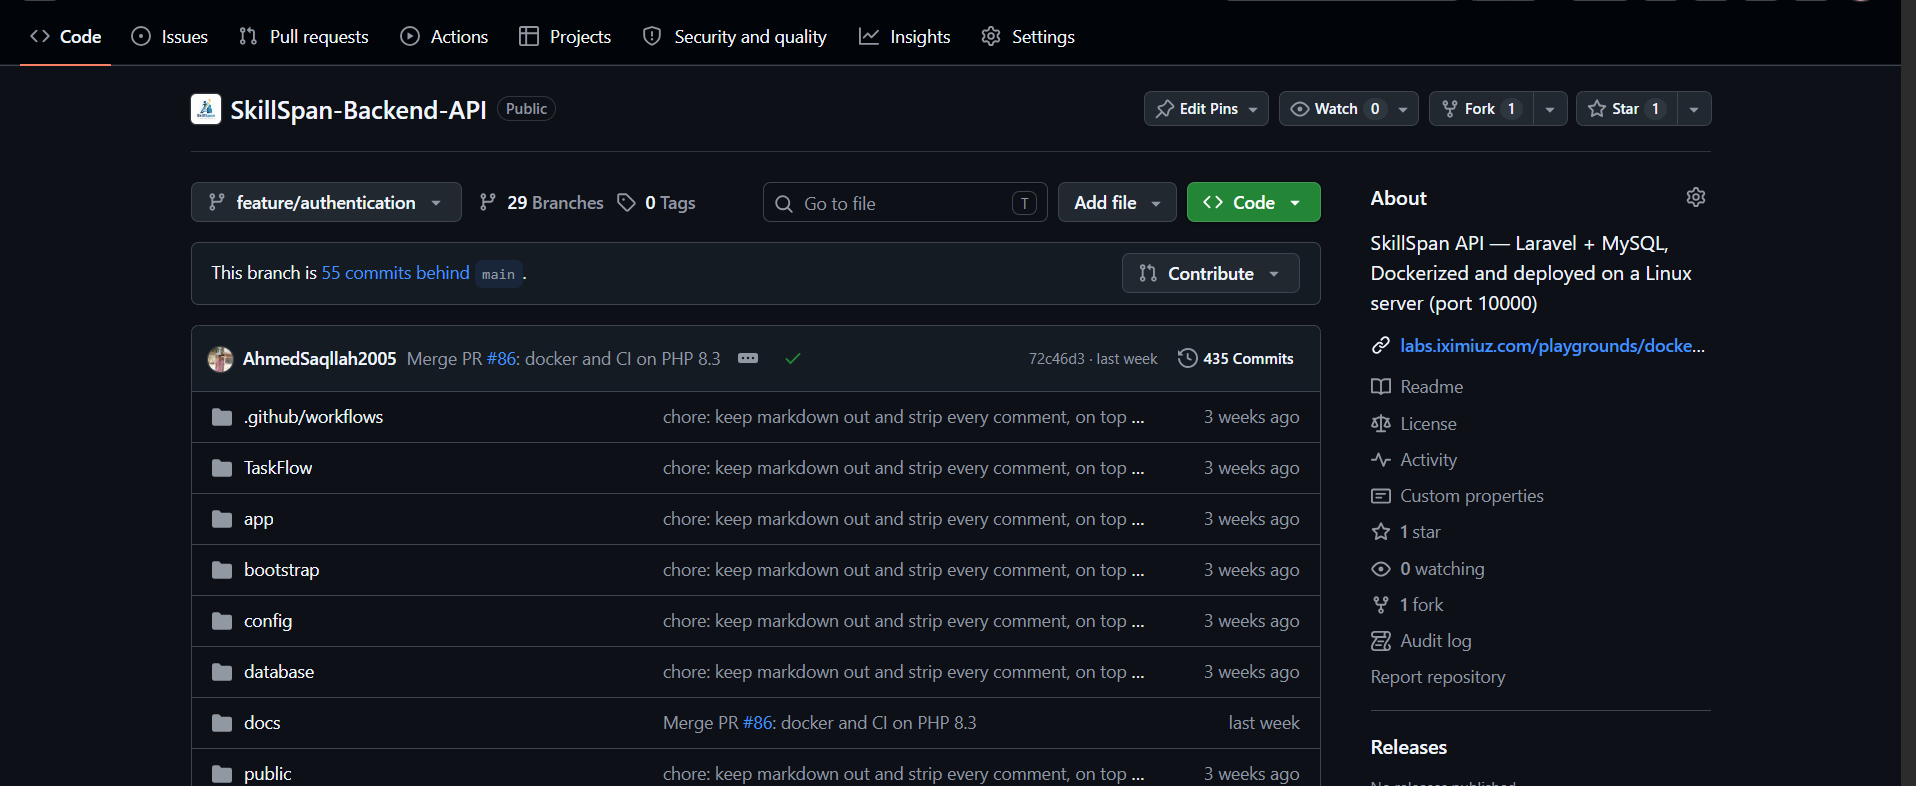 Code Issues Pull requests Actions Projects Security and quality Insights Settings
SkillSpan-Backend-API Public
Edit Pins Watch 0 Fork 1 Star 1
feature/authentication 29 Branches 0 Tags Go to file T Add file Code
This branch is 55 commits behind main .
Contribute
AhmedSaqllah2005 Merge PR #86: docker and CI on PHP 8.3 72c46d3 · last week 435 Commits
.github/workflows chore: keep markdown out and strip every comment, on top ... 3 weeks ago
TaskFlow chore: keep markdown out and strip every comment, on top ... 3 weeks ago
app chore: keep markdown out and strip every comment, on top ... 3 weeks ago
bootstrap chore: keep markdown out and strip every comment, on top ... 3 weeks ago
config chore: keep markdown out and strip every comment, on top ... 3 weeks ago
database chore: keep markdown out and strip every comment, on top ... 3 weeks ago
docs Merge PR #86: docker and CI on PHP 8.3 last week
public chore: keep markdown out and strip every comment, on top ... 3 weeks ago
About
SkillSpan API — Laravel + MySQL,
Dockerized and deployed on a Linux
server (port 10000)
labs.iximiuz.com/playgrounds/docke...
Readme
License
Activity
Custom properties
1 star
0 watching
1 fork
Audit log
Report repository
Releases